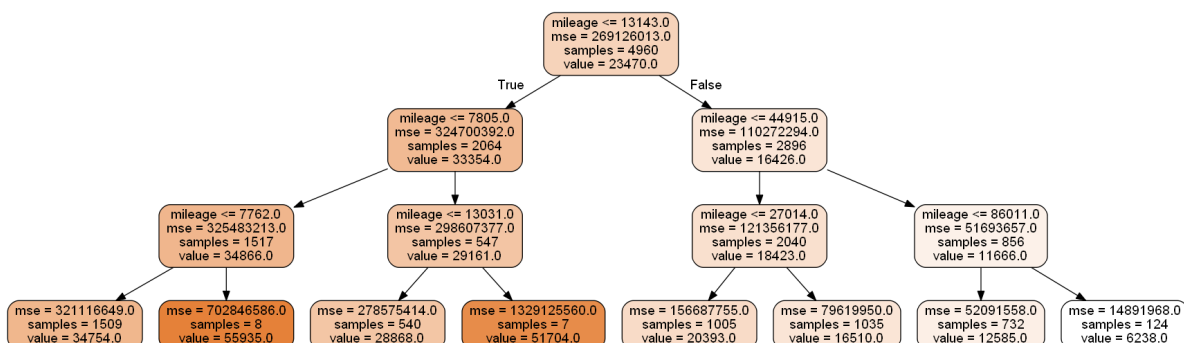 mileage <= 13143.0
mse = 269126013.0
samples = 4960
value = 23470.0
True
False
mileage <= 7805.0
mse = 324700392.0
samples = 2064
value = 33354.0
mileage <= 44915.0
mse = 110272294.0
samples = 2896
value = 16426.0
mileage <= 7762.0
mse = 325483213.0
samples = 1517
value = 34866.0
mileage <= 13031.0
mse = 298607377.0
samples = 547
value = 29161.0
mileage <= 27014.0
mse = 121356177.0
samples = 2040
value = 18423.0
mileage <= 86011.0
mse = 51693657.0
samples = 856
value = 11666.0
mse = 321116649.0
samples = 1509
value = 34754.0
mse = 702846586.0
samples = 8
value = 55935.0
mse = 278575414.0
samples = 540
value = 28868.0
mse = 1329125560.0
samples = 7
value = 51704.0
mse = 156687755.0
samples = 1005
value = 20393.0
mse = 79619950.0
samples = 1035
value = 16510.0
mse = 52091558.0
samples = 732
value = 12585.0
mse = 14891968.0
samples = 124
value = 6238.0